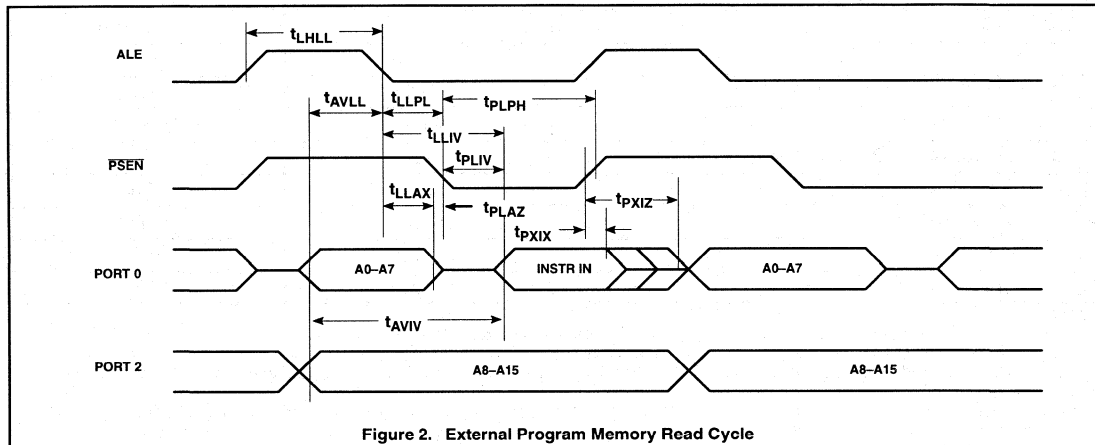 ALE
tLHLL
tAVLL
tLLPL
tPLPH
tLLIV
PSEN
tPLIV
tLLAX
tPLAZ
tPXIZ
tPXIX
PORT 0
A0–A7
INSTR IN
A0–A7
tAVIV
PORT 2
A8–A15
A8–A15
Figure 2. External Program Memory Read Cycle